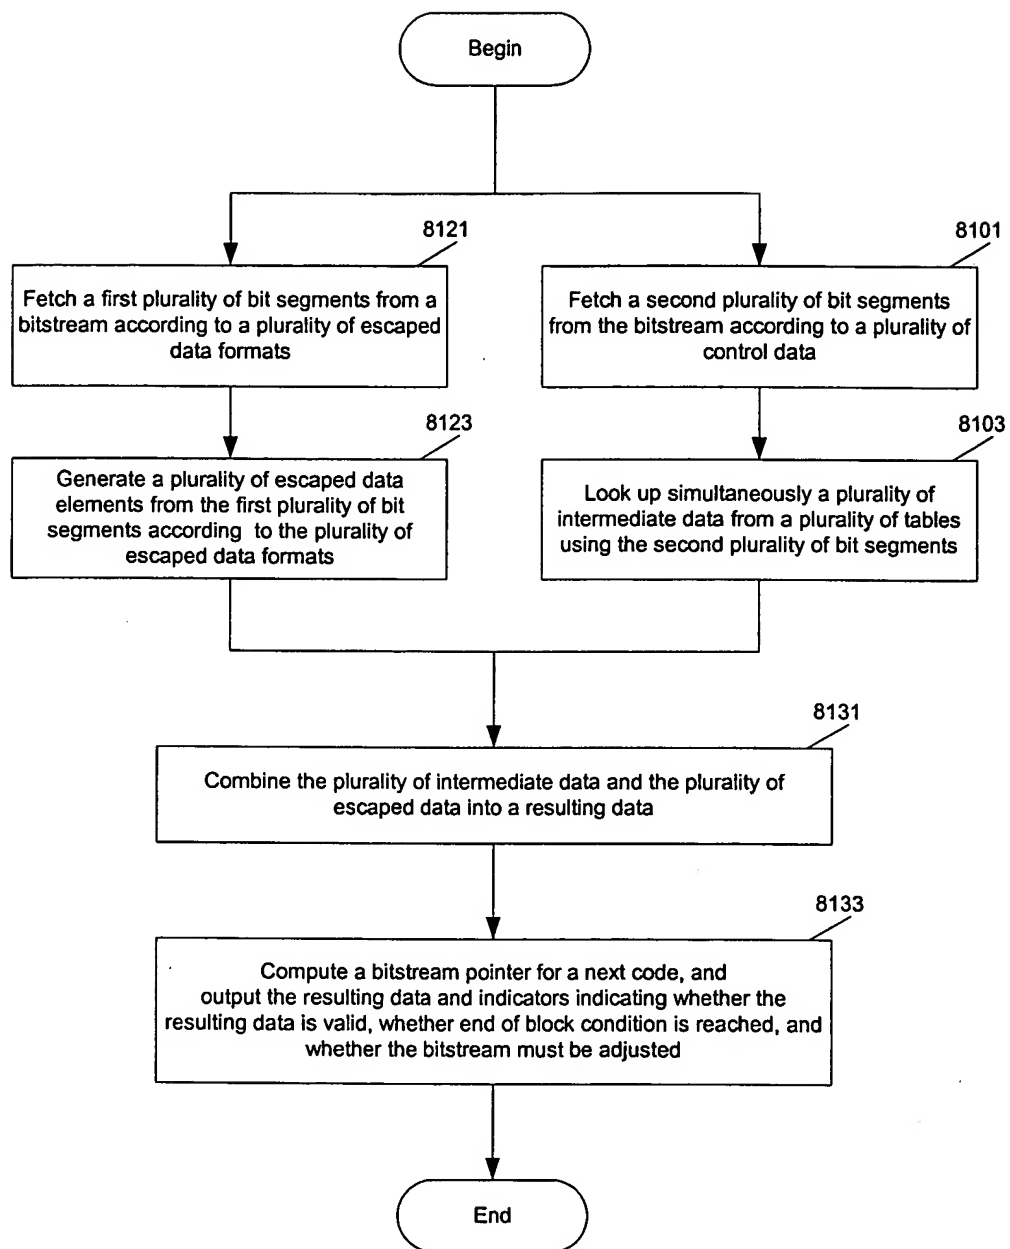 Begin
8121
Fetch a first plurality of bit segments from a
bitstream according to a plurality of escaped
data formats
8101
Fetch a second plurality of bit segments
from the bitstream according to a plurality of
control data
8123
Generate a plurality of escaped data
elements from the first plurality of bit
segments according to the plurality of
escaped data formats
8103
Look up simultaneously a plurality of
intermediate data from a plurality of tables
using the second plurality of bit segments
8131
Combine the plurality of intermediate data and the plurality of
escaped data into a resulting data
8133
Compute a bitstream pointer for a next code, and
output the resulting data and indicators indicating whether the
resulting data is valid, whether end of block condition is reached, and
whether the bitstream must be adjusted
End